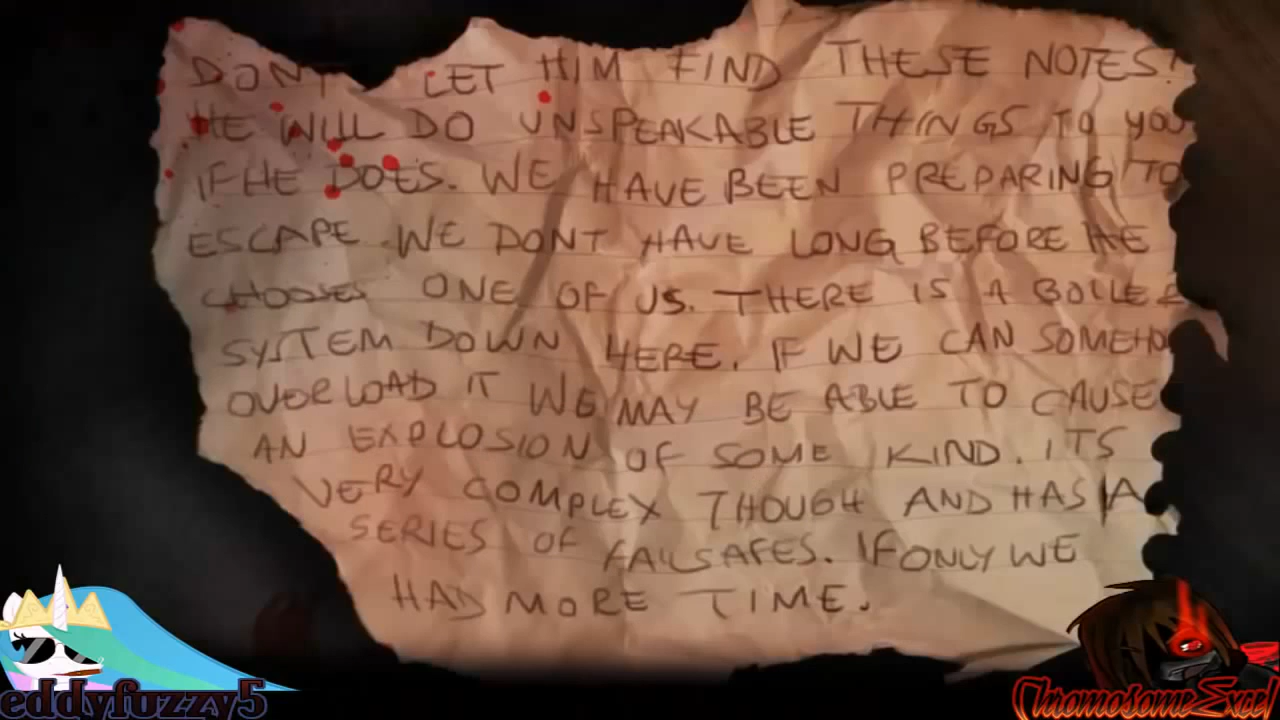 DONT LET HIM FIND THESE NOTES!
HE WILL DO UNSPEAKABLE THINGS TO YOU
IF HE DOES. WE HAVE BEEN PREPARING TO
ESCAPE. WE DONT HAVE LONG BEFORE HE
CHOOSES ONE OF US. THERE IS A BOILER
SYSTEM DOWN HERE. IF WE CAN SOMEHO
OVERLOAD IT WE MAY BE ABLE TO CAUSE
AN EXPLOSION OF SOME KIND. ITS
VERY COMPLEX THOUGH AND HAS A
SERIES OF FAILSAFES. IF ONLY WE
HAD MORE TIME.
eddyfuzzy5
ChromosomeExcel